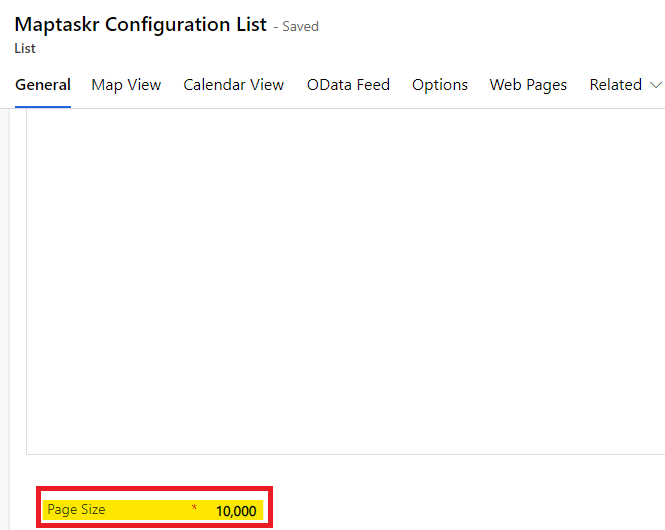 Maptaskr Configuration List - Saved
List
General Map View Calendar View OData Feed Options Web Pages Related
Page Size * 10,000